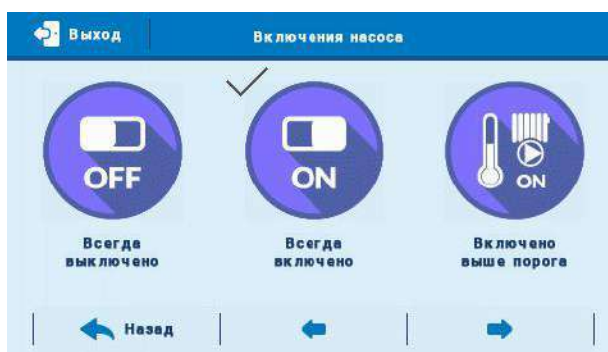 Выход
Включения насоса
OFF
ON
ON
Всегда
выключено
Всегда
включено
Включено
выше порога
Назад